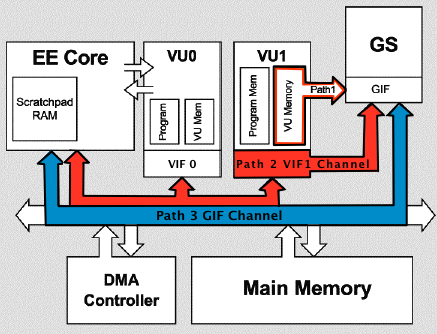 EE Core
Scratchpad
RAM
VU0
Program
VU Mem
VIF 0
VU1
Program Mem
VU Memory
Path1
GS
GIF
Path 2 VIF1 Channel
Path 3 GIF Channel
DMA
Controller
Main Memory